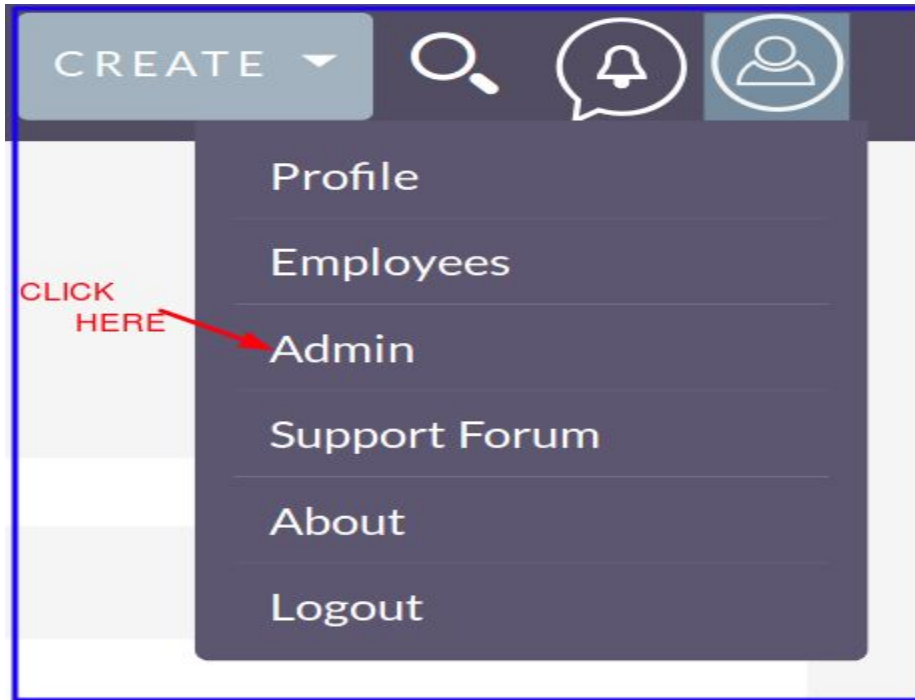 CREATE
Profile
Employees
CLICK
HERE
Admin
Support Forum
About
Logout